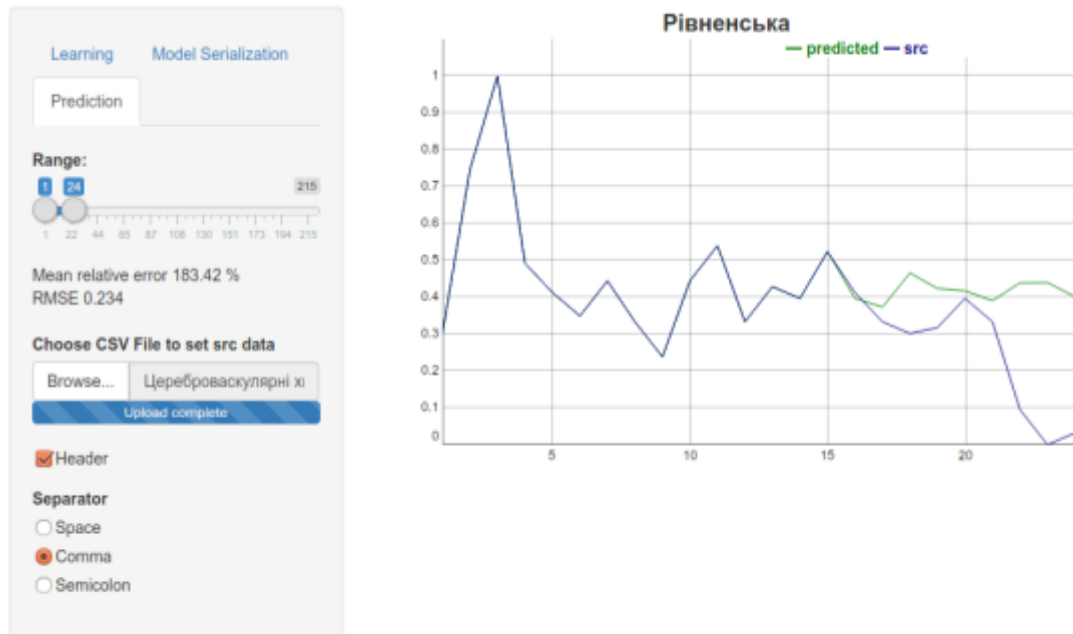 Learning Model Serialization
Prediction
Range:
1 24 215
1 22 44 65 87 108 130 151 173 194 215
Mean relative error 183.42 %
RMSE 0.234
Choose CSV File to set src data
Browse... Цереброваскулярні
Upload complete
Header
Separator
Space
Comma
Semicolon
Рівненська
predicted src
1
0.9
0.8
0.7
0.6
0.5
0.4
0.3
0.2
0.1
0
5 10 15 20